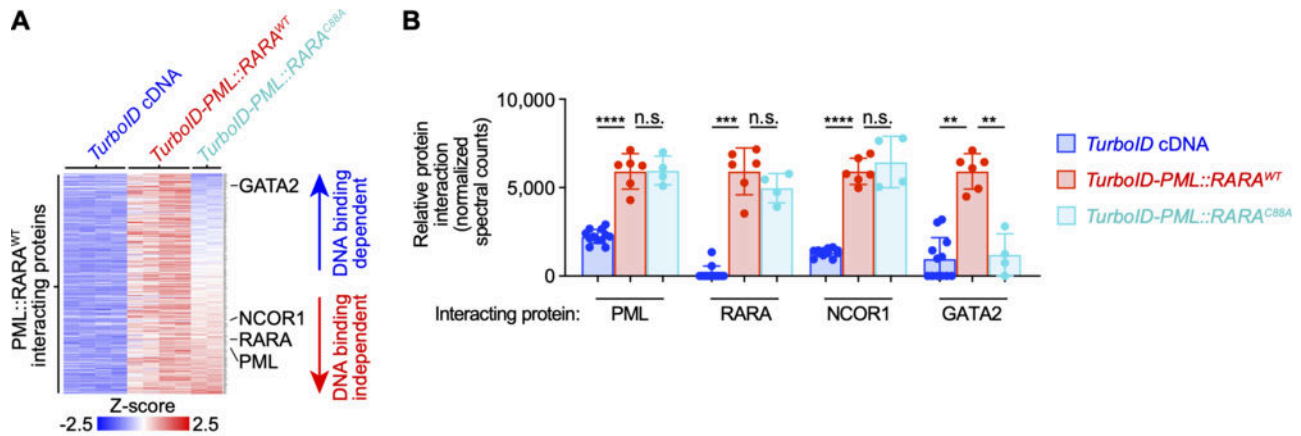 A
TurboID cDNA
TurboID-PML::RARA^WT
TurboID-PML::RARA^C88A
PML::RARA^WT
interacting proteins
GATA2
NCOR1
RARA
PML
DNA binding
dependent
DNA binding
independent
Z-score
-2.5 2.5
B
Relative protein
interaction
(normalized
spectral counts)
10,000
5,000
0
**** n.s.
*** n.s.
**** n.s.
** **
Interacting protein: PML RARA NCOR1 GATA2
TurboID cDNA
TurboID-PML::RARA^WT
TurboID-PML::RARA^C88A